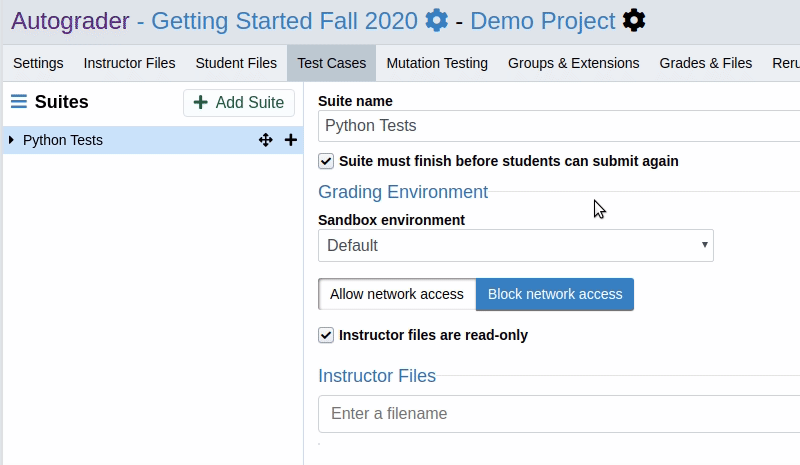 Autograder - Getting Started Fall 2020 - Demo Project
Settings Instructor Files Student Files Test Cases Mutation Testing Groups & Extensions Grades & Files
Suites
Add Suite
Python Tests
Suite name
Python Tests
Suite must finish before students can submit again
Grading Environment
Sandbox environment
Default
Allow network access Block network access
Instructor files are read-only
Instructor Files
Enter a filename